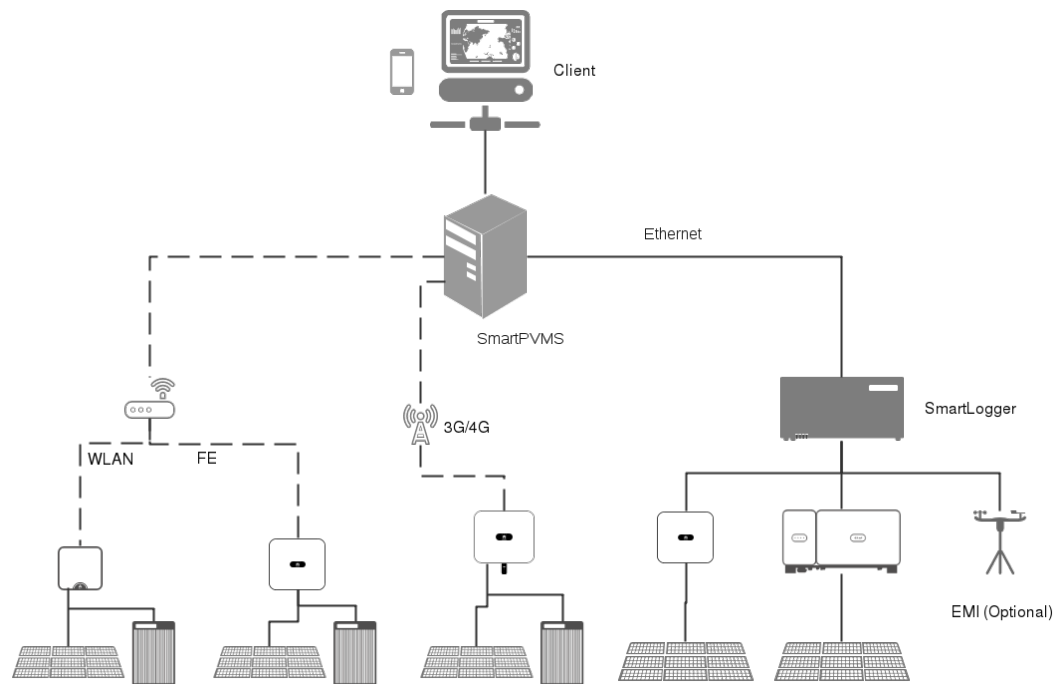 Client
Ethernet
SmartPVMS
SmartLogger
3G/4G
WLAN
FE
EMI (Optional)